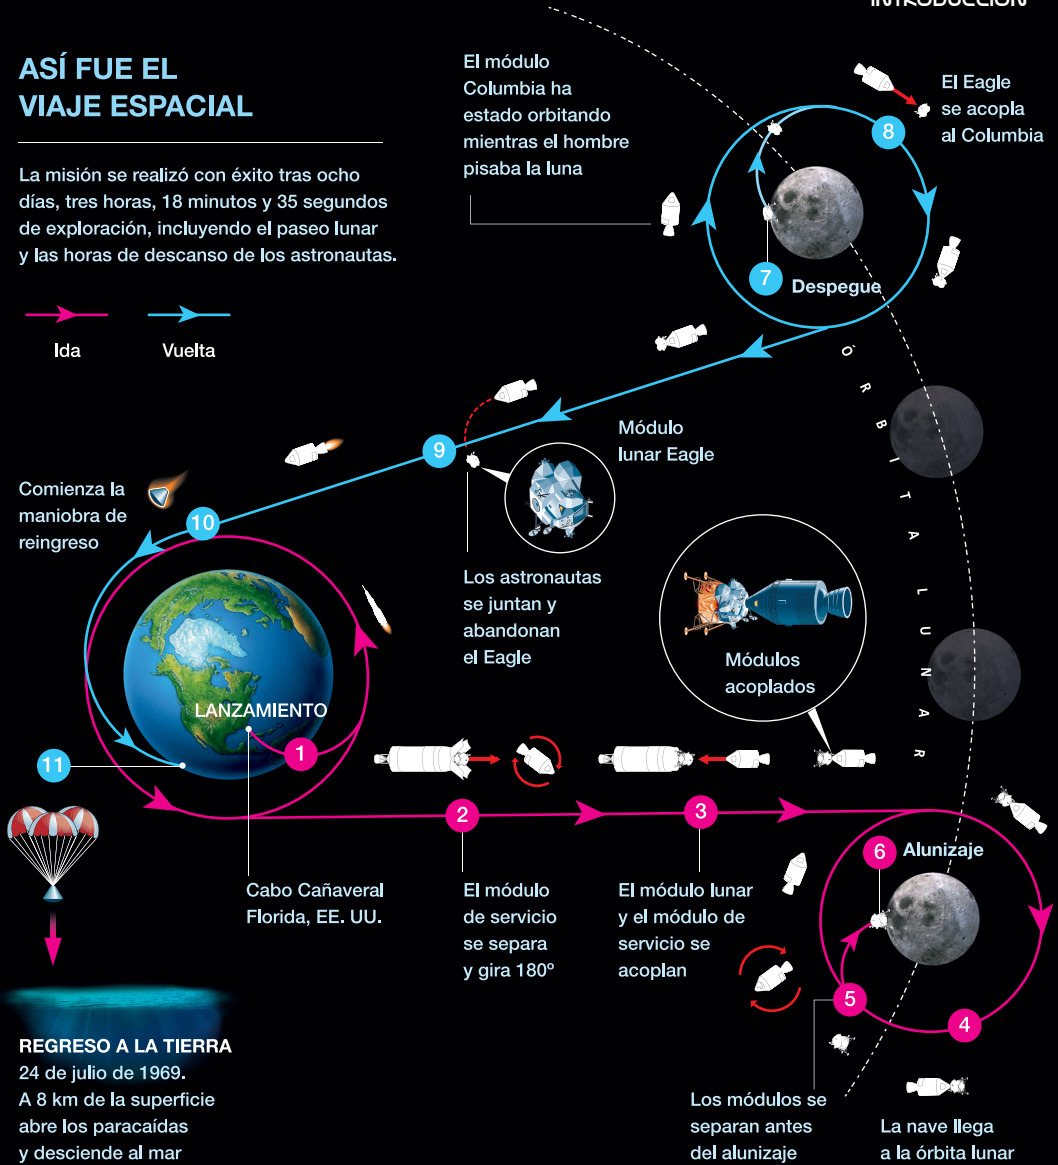 INTRODUCCIÓN
ASÍ FUE EL
VIAJE ESPACIAL
La misión se realizó con éxito tras ocho
días, tres horas, 18 minutos y 35 segundos
de exploración, incluyendo el paseo lunar
y las horas de descanso de los astronautas.
Ida
Vuelta
El módulo
Columbia ha
estado orbitando
mientras el hombre
pisaba la luna
El Eagle
se acopla
al Columbia
8
7
Despegue
ÓRBITA LUNAR
9
Módulo
lunar Eagle
Los astronautas
se juntan y
abandonan
el Eagle
Comienza la
maniobra de
reingreso
10
Módulos
acoplados
LANZAMIENTO
1
11
Cabo Cañaveral
Florida, EE. UU.
2
El módulo
de servicio
se separa
y gira 180º
3
El módulo lunar
y el módulo de
servicio se
acoplan
6
Alunizaje
5
4
Los módulos se
separan antes
del alunizaje
La nave llega
a la órbita lunar
REGRESO A LA TIERRA
24 de julio de 1969.
A 8 km de la superficie
abre los paracaídas
y desciende al mar